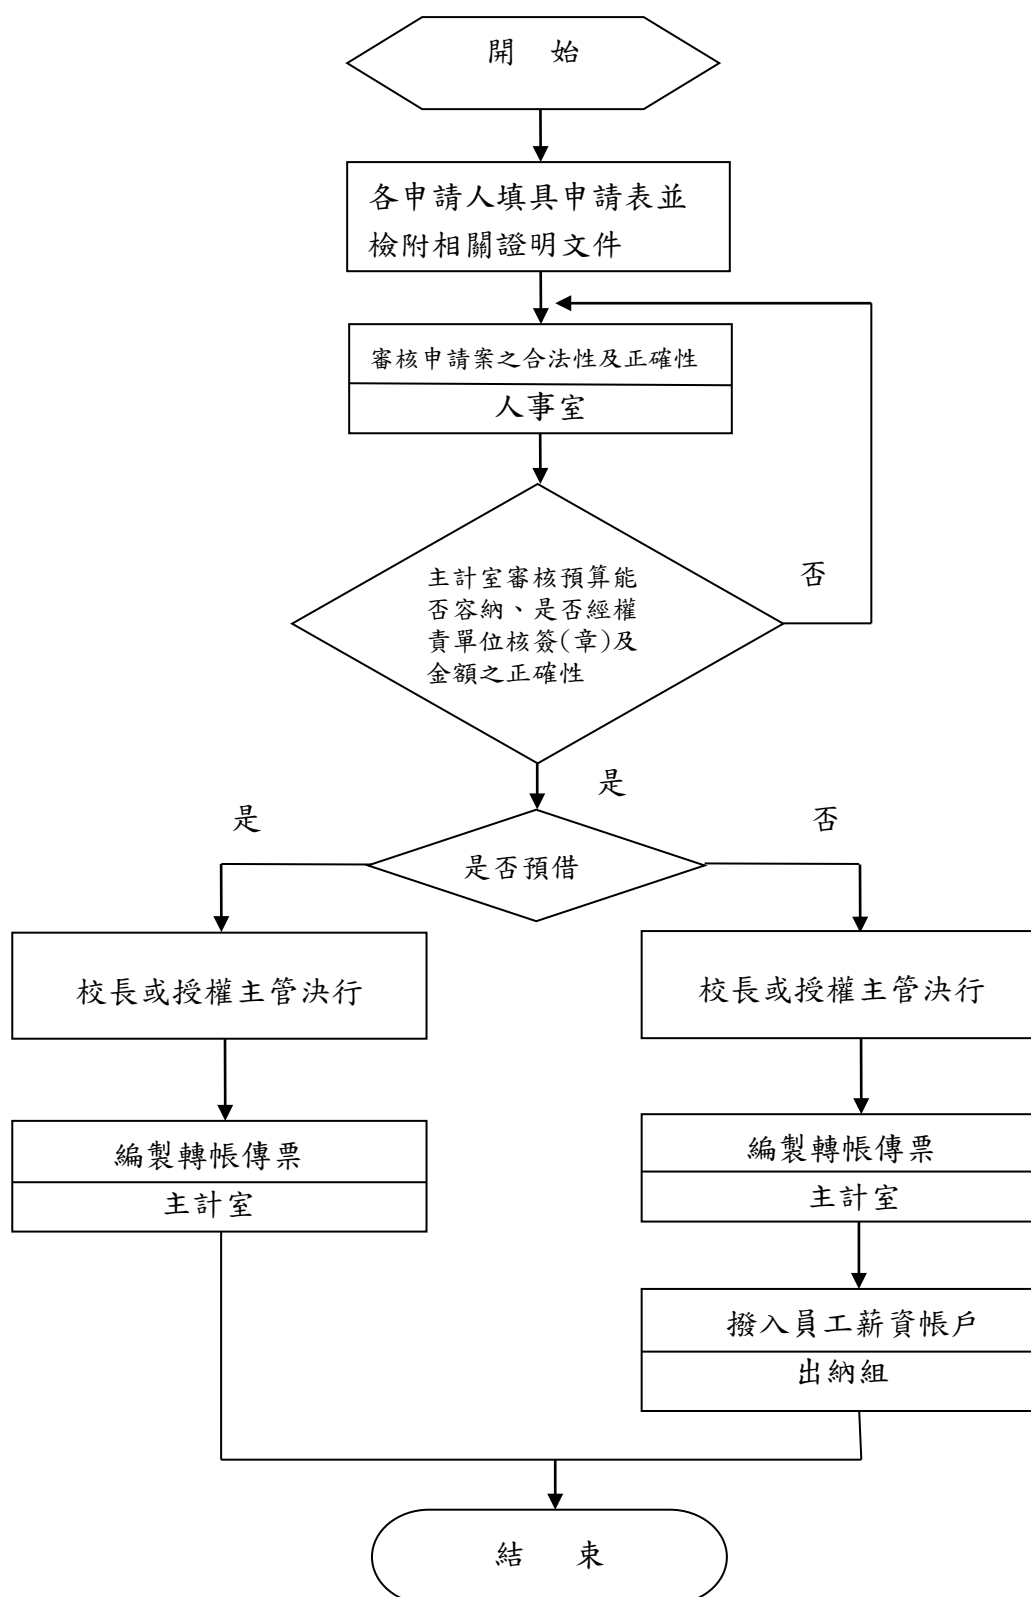 開 始
各申請人填具申請表並
檢附相關證明文件
審核申請案之合法性及正確性
人事室
主計室審核預算能
否容納、是否經權
責單位核簽(章)及
金額之正確性
否
是
是
否
是否預借
校長或授權主管決行
校長或授權主管決行
編製轉帳傳票
主計室
編製轉帳傳票
主計室
撥入員工薪資帳戶
出納組
結 束